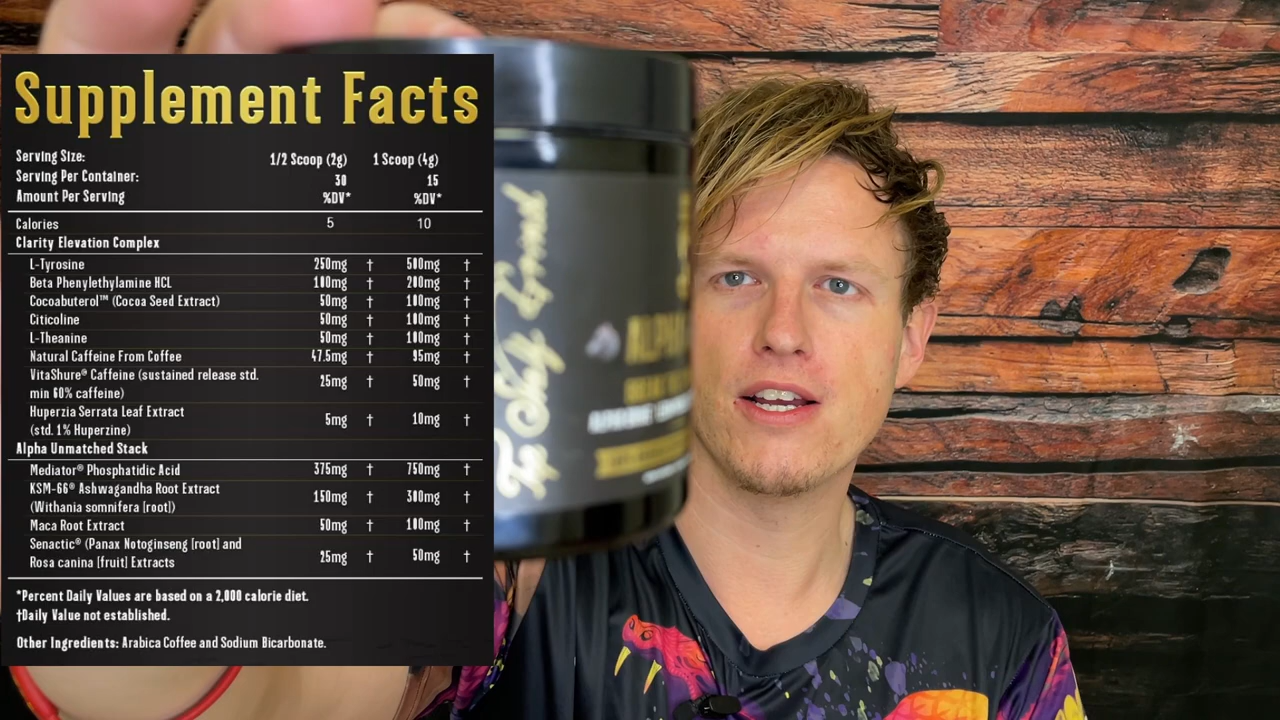 Supplement Facts
Serving Size: 1/2 Scoop (2g) 1 Scoop (4g)
Serving Per Container: 30 15
Amount Per Serving %DV* %DV*
Calories 5 10
Clarity Elevation Complex
L-Tyrosine 250mg † 500mg †
Beta Phenylethylamine HCL 100mg † 200mg †
Cocoabuterol™ (Cocoa Seed Extract) 50mg † 100mg †
Citicoline 50mg † 100mg †
L-Theanine 50mg † 100mg †
Natural Caffeine From Coffee 47.5mg † 95mg †
VitaShure® Caffeine (sustained release std.
min 60% caffeine) 25mg † 50mg †
Huperzia Serrata Leaf Extract
(std. 1% Huperzine) 5mg † 10mg †
Alpha Unmatched Stack
Mediator® Phosphatidic Acid 375mg † 750mg †
KSM-66® Ashwagandha Root Extract
(Withania somnifera [root]) 150mg † 300mg †
Maca Root Extract 50mg † 100mg †
Senactic® (Panax Notoginseng [root] and
Rosa canina [fruit] Extracts 25mg † 50mg †
*Percent Daily Values are based on a 2,000 calorie diet.
†Daily Value not established.
Other Ingredients: Arabica Coffee and Sodium Bicarbonate.
Top Shelf Grind
ALPHA